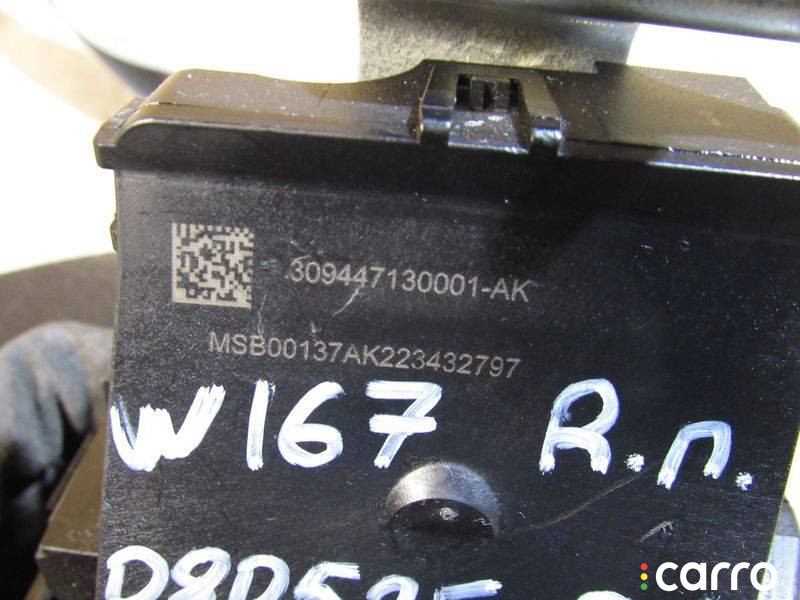 309447130001-AK
MSB00137AK223432797
W167 R.п.
carro